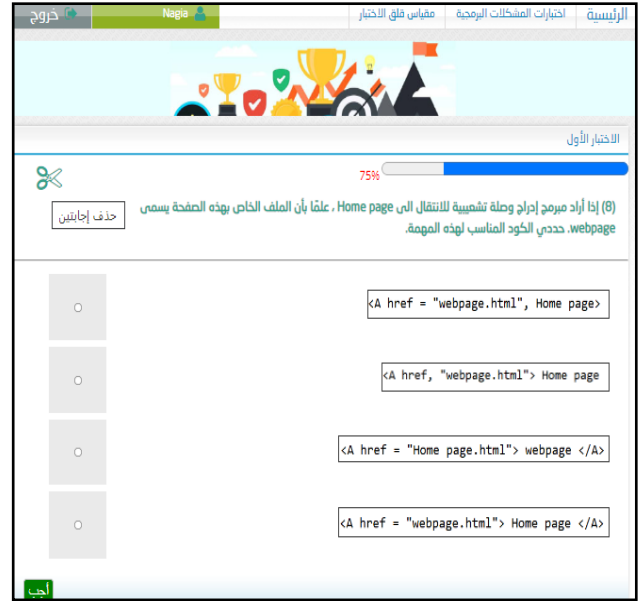 الرئيسية اختبارات المشكلات البرمجية مقياس قلق الاختبار Nagia خروج
الاختبار الأول
75%
(8) إذا أراد مبرمج إدراج وصلة تشعيبية للانتقال الى Home page ، علمًا بأن الملف الخاص بهذه الصفحة يسمى
webpage. حددي الكود المناسب لهذه المهمة.
حذف إجابتين
<A href = "webpage.html", Home page>
<A href, "webpage.html"> Home page
<A href = "Home page.html"> webpage </A>
<A href = "webpage.html"> Home page </A>
أجب